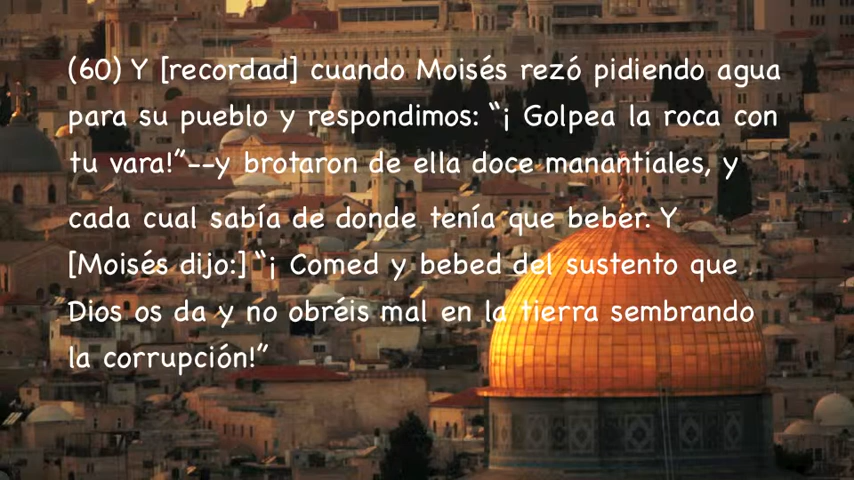 (60) Y [recordad] cuando Moisés rezó pidiendo agua
para su pueblo y respondimos: “¡ Golpea la roca con
tu vara!”--y brotaron de ella doce manantiales, y
cada cual sabía de donde tenía que beber. Y
[Moisés dijo:] “¡ Comed y bebed del sustento que
Dios os da y no obréis mal en la tierra sembrando
la corrupción!”